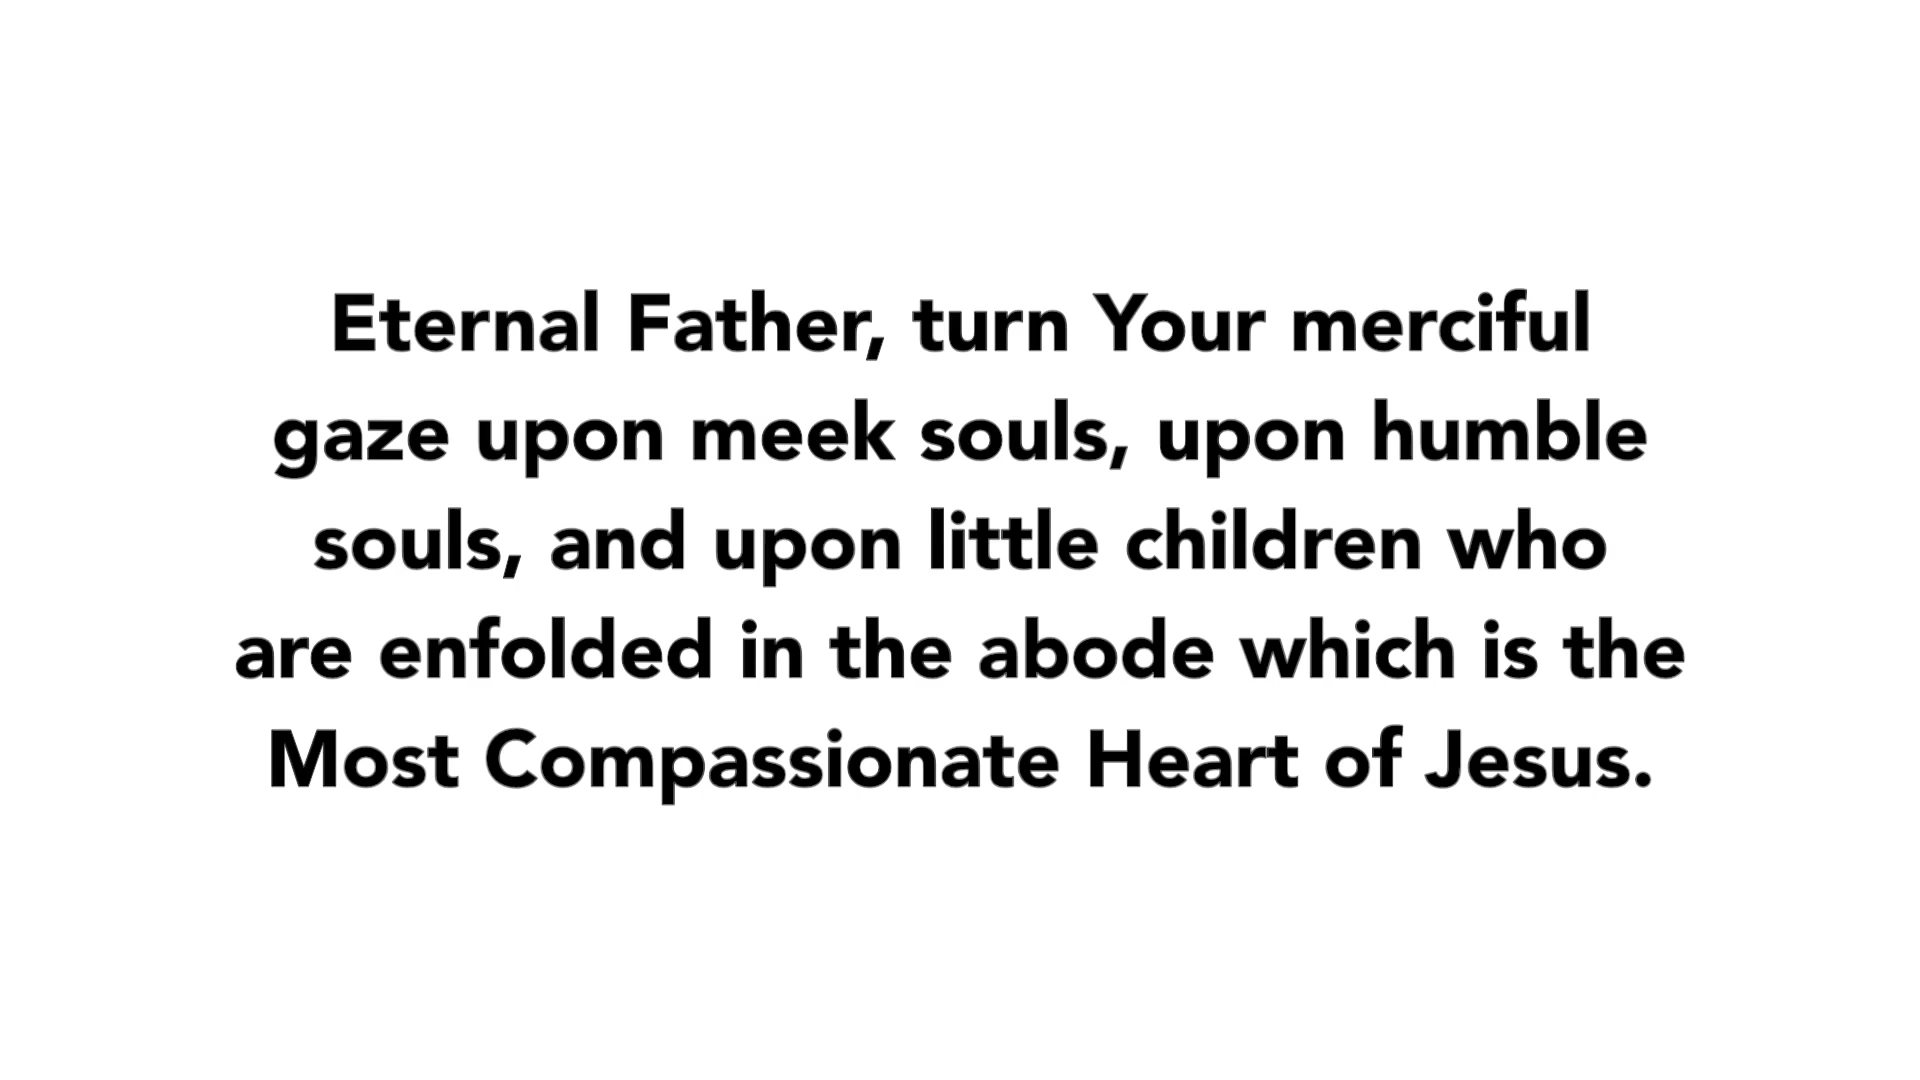 Eternal Father, turn Your merciful
gaze upon meek souls, upon humble
souls, and upon little children who
are enfolded in the abode which is the
Most Compassionate Heart of Jesus.